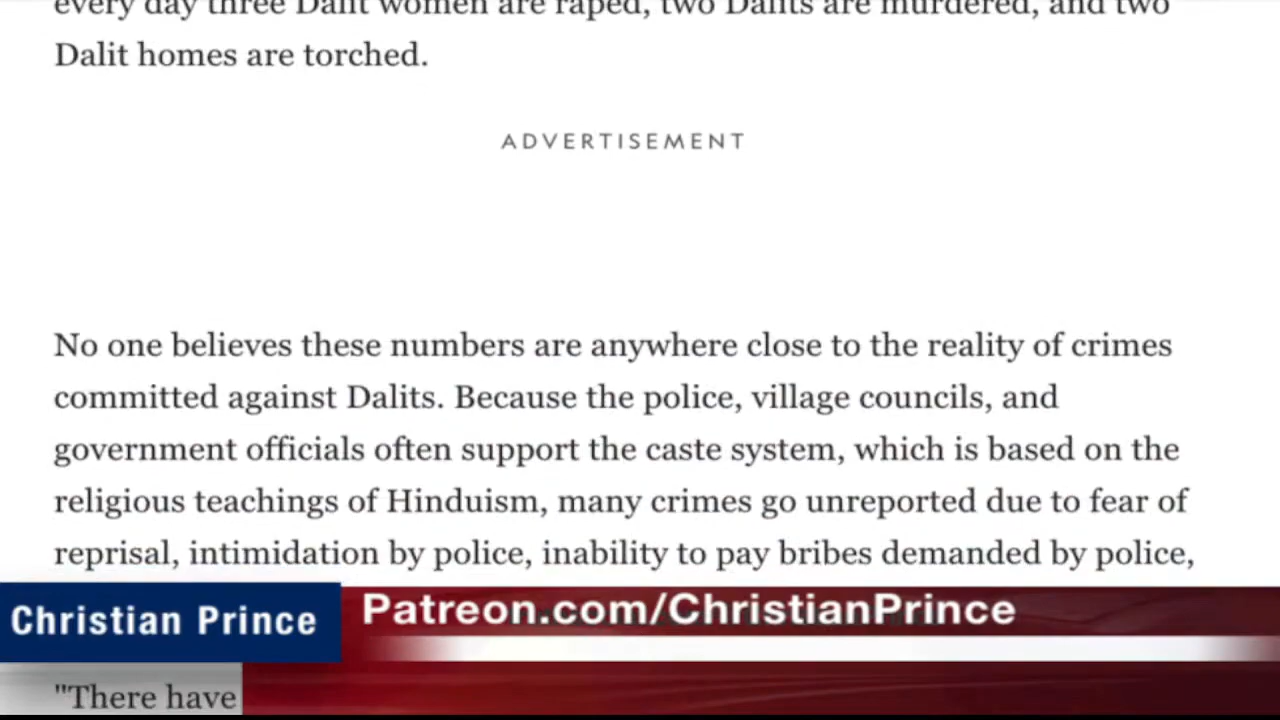 every day three Dalit women are raped, two Dalits are murdered, and two
Dalit homes are torched.
ADVERTISEMENT
No one believes these numbers are anywhere close to the reality of crimes
committed against Dalits. Because the police, village councils, and
government officials often support the caste system, which is based on the
religious teachings of Hinduism, many crimes go unreported due to fear of
reprisal, intimidation by police, inability to pay bribes demanded by police,
Christian Prince
Patreon.com/ChristianPrince
"There have